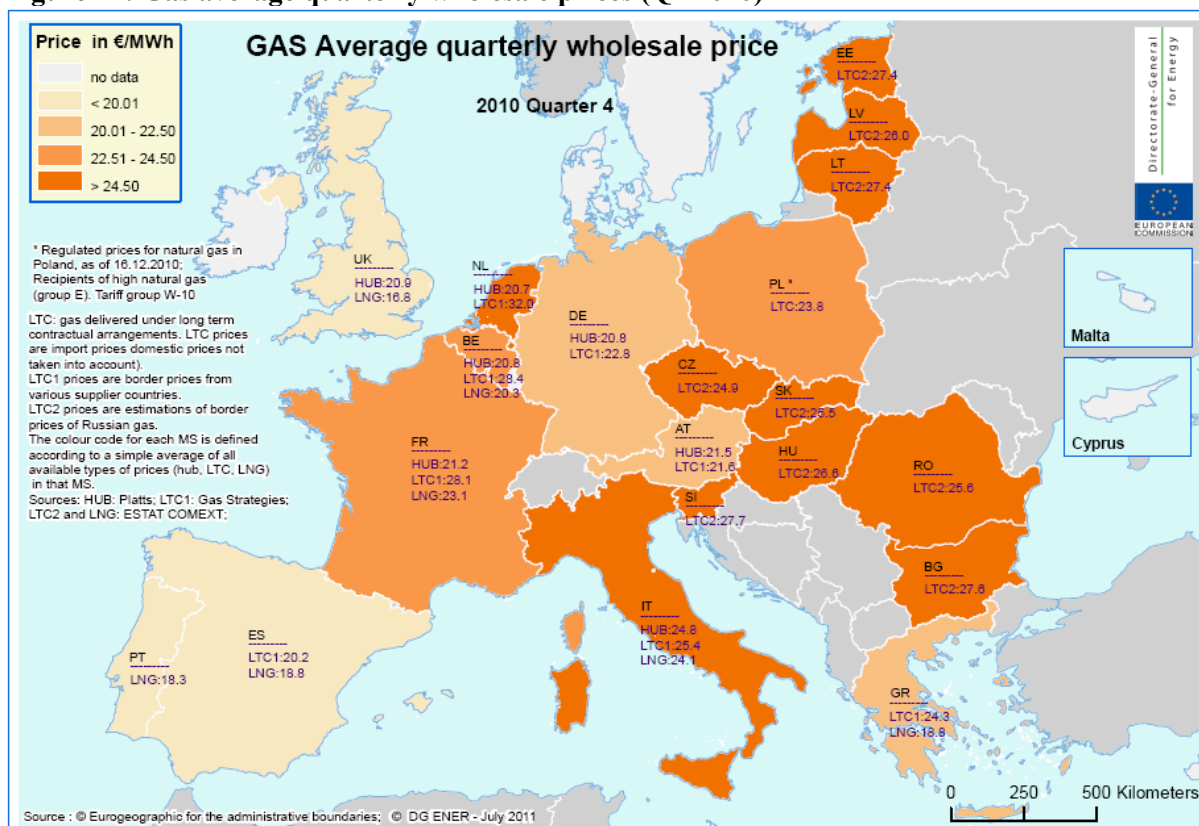 GAS Average quarterly wholesale price
2010 Quarter 4
Price in €/MWh
no data
< 20.01
20.01 - 22.50
22.51 - 24.50
> 24.50
* Regulated prices for natural gas in
Poland, as of 16.12.2010;
Recipients of high natural gas
(group E). Tariff group W-10
LTC: gas delivered under long term
contractual arrangements. LTC prices
are import prices domestic prices not
taken into account).
LTC1 prices are border prices from
various supplier countries.
LTC2 prices are estimations of border
prices of Russian gas.
The colour code for each MS is defined
according to a simple average of all
available types of prices (hub, LTC, LNG)
in that MS.
Sources: HUB: Platts; LTC1: Gas Strategies;
LTC2 and LNG: ESTAT COMEXT;
EE
LTC2:27.4
LV
LTC2:26.0
LT
LTC2:27.4
UK
HUB:20.9
LNG:16.8
NL
HUB:20.7
LTC1:32.0
PL *
LTC:23.8
DE
HUB:20.8
LTC1:22.8
BE
HUB:20.8
LTC1:28.4
LNG:20.3
CZ
LTC2:24.9
SK
LTC2:25.5
AT
HUB:21.5
LTC1:21.6
HU
LTC2:26.6
FR
HUB:21.2
LTC1:28.1
LNG:23.1
RO
LTC2:25.6
SI
LTC2:27.7
BG
LTC2:27.6
IT
HUB:24.8
LTC1:25.4
LNG:24.1
ES
LTC1:20.2
LNG:18.8
PT
LNG:18.3
GR
LTC1:24.3
LNG:18.8
Directorate-General
for Energy
EUROPEAN
COMMISSION
Malta
Cyprus
0 250 500 Kilometers
Source : © Eurogeographic for the administrative boundaries; © DG ENER - July 2011